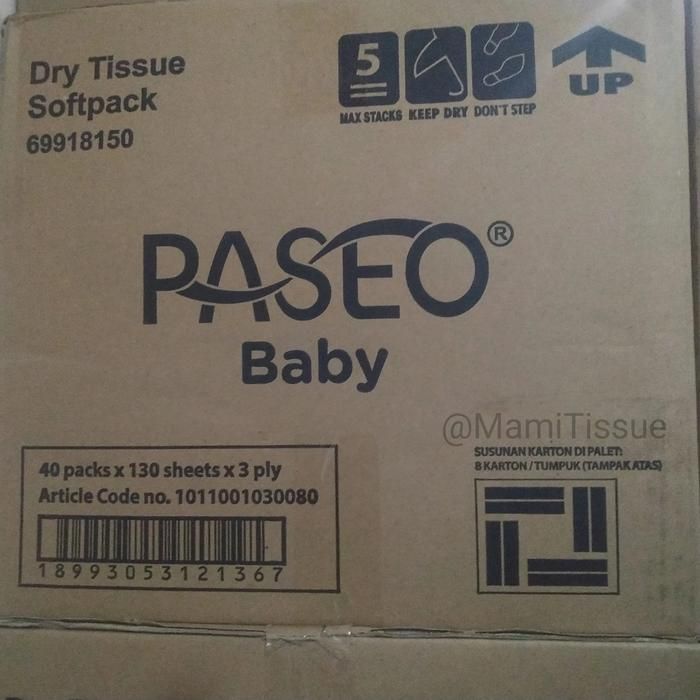 Dry Tissue
Softpack
69918150
5
MAX STACKS KEEP DRY DON'T STEP
UP
PASEO®
Baby
@MamiTissue
40 packs x 130 sheets x 3 ply
Article Code no. 1011001030080
18993053121367
SUSUNAN KARTON DI PALET:
8 KARTON / TUMPUK (TAMPAK ATAS)